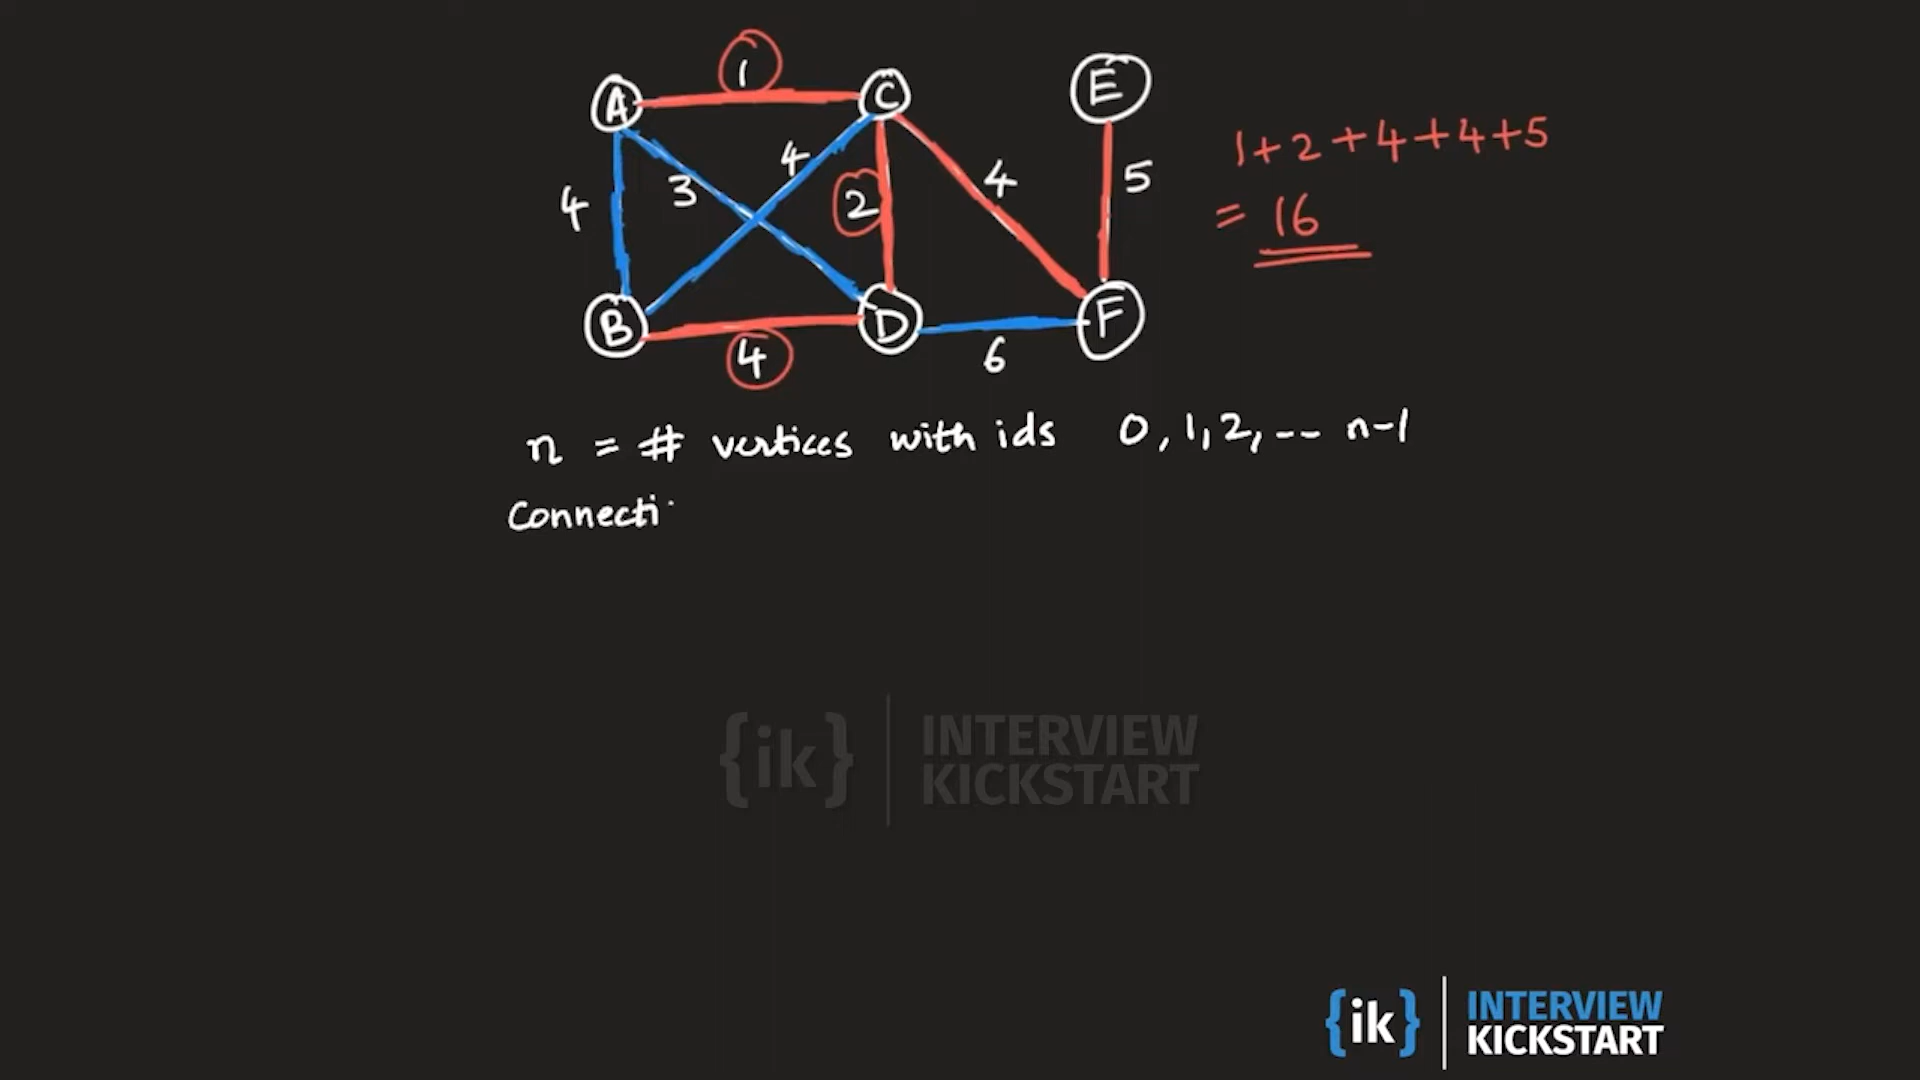 1
A
C
E
1+2+4+4+5
4
3
4
2
4
5
= 16
B
D
F
4
6
n = # vertices with ids 0, 1, 2, -- n-1
Connecti
{ik} INTERVIEW KICKSTART
{ik} INTERVIEW KICKSTART